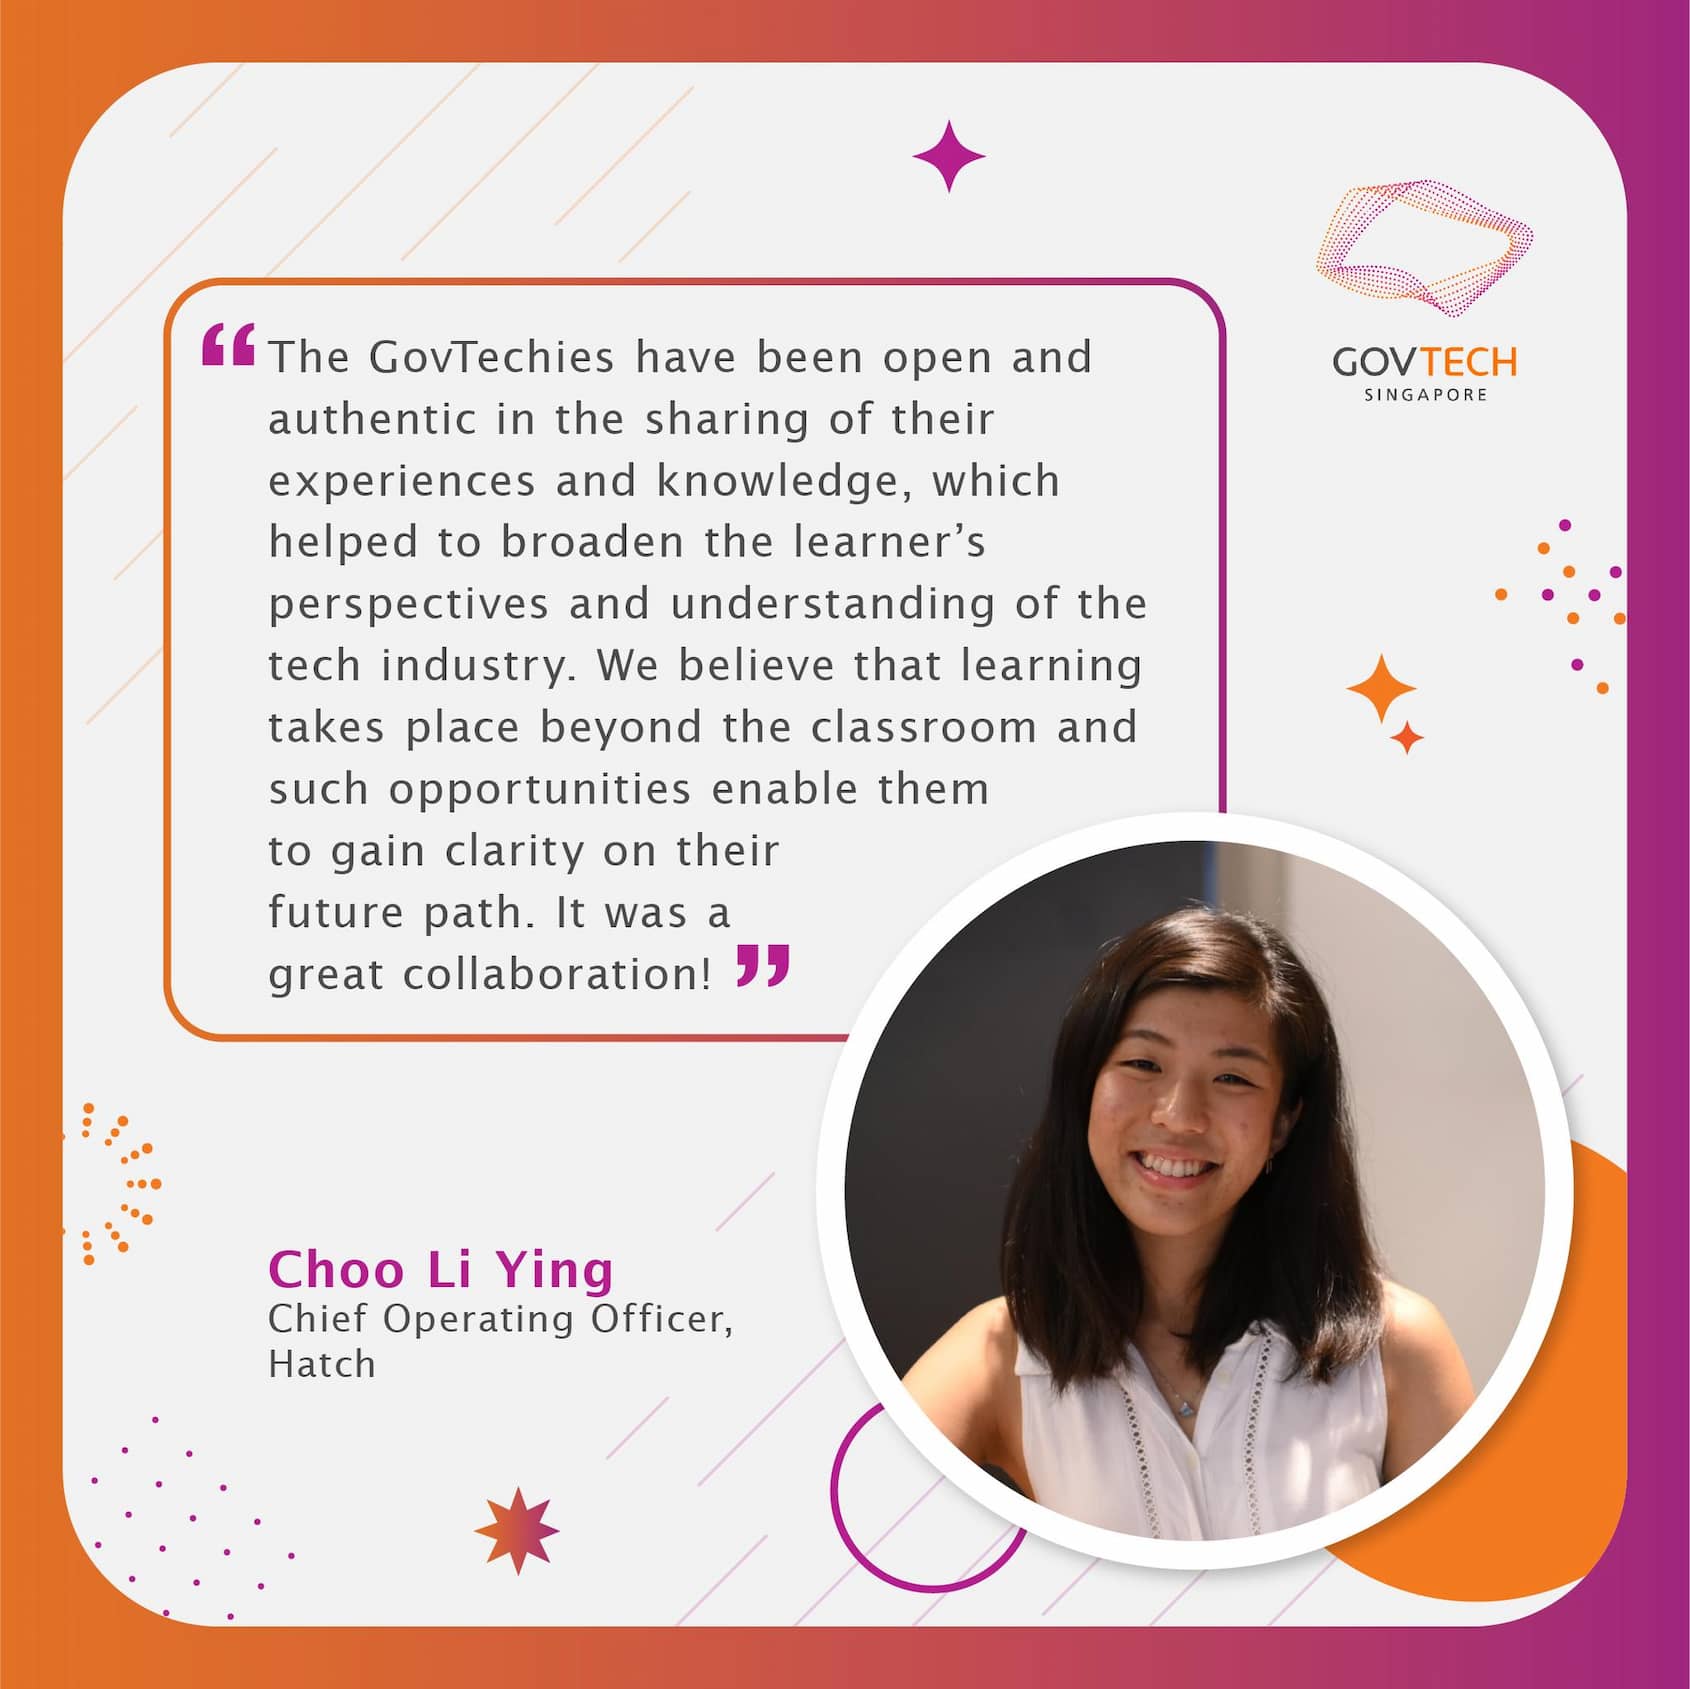 GOVTECH
SINGAPORE
“The GovTechies have been open and
authentic in the sharing of their
experiences and knowledge, which
helped to broaden the learner’s
perspectives and understanding of the
tech industry. We believe that learning
takes place beyond the classroom and
such opportunities enable them
to gain clarity on their
future path. It was a
great collaboration!”
Choo Li Ying
Chief Operating Officer,
Hatch